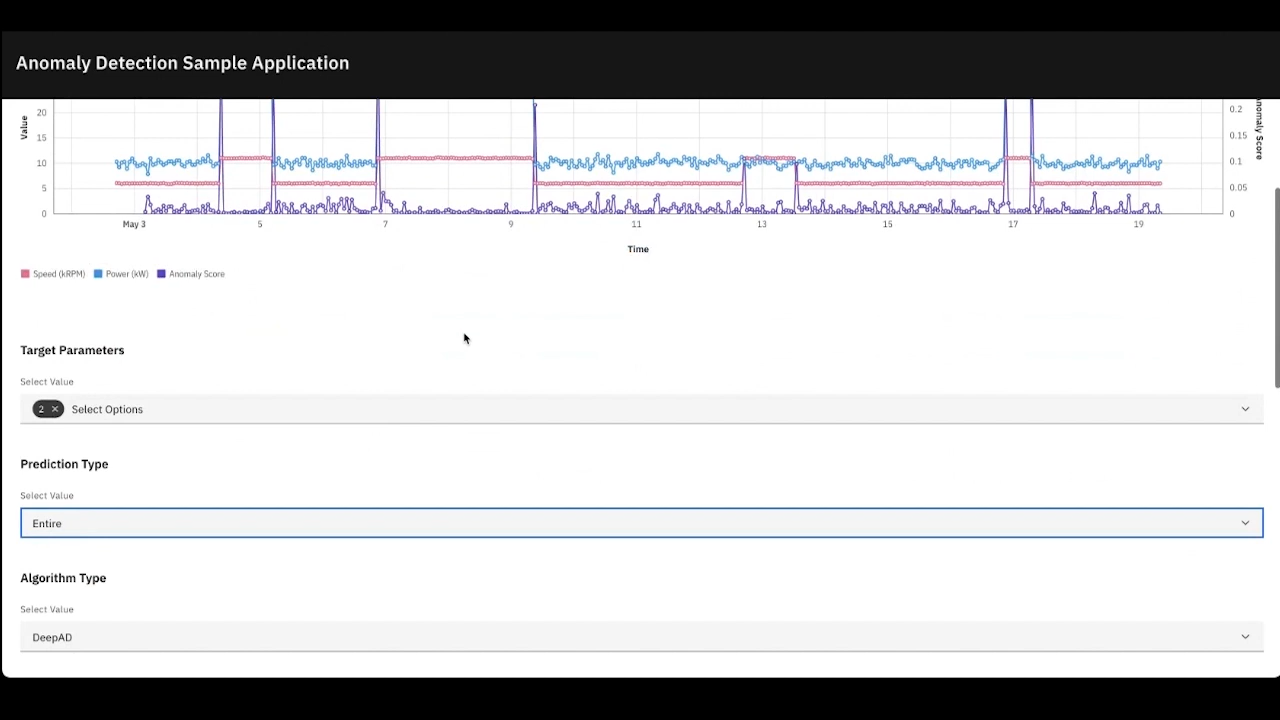 Anomaly Detection Sample Application
20
15
10
5
0
Value
0.2
0.15
0.1
0.05
0
Anomaly Score
May 3
5
7
9
11
13
15
17
19
Time
Speed (kRPM)
Power (kW)
Anomaly Score
Target Parameters
Select Value
2 × Select Options
Prediction Type
Select Value
Entire
Algorithm Type
Select Value
DeepAD